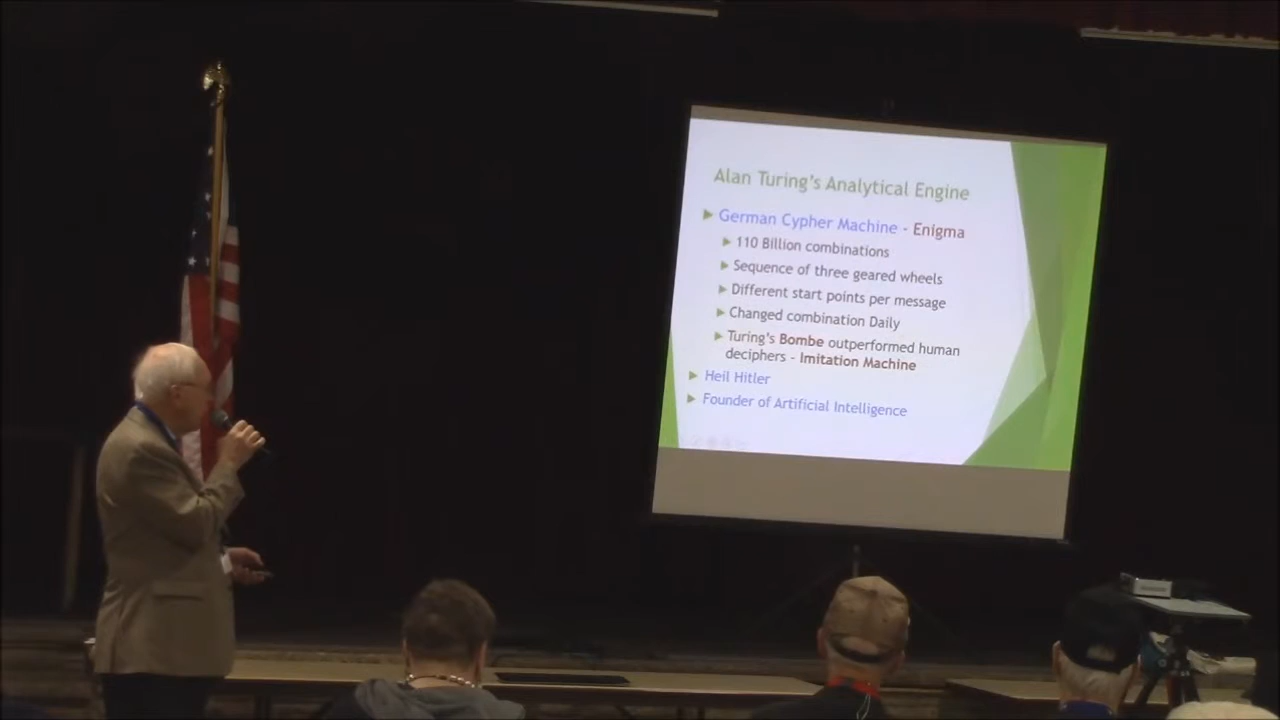 Alan Turing's Analytical Engine
German Cypher Machine - Enigma
110 Billion combinations
Sequence of three geared wheels
Different start points per message
Changed combination Daily
Turing's Bombe outperformed human
deciphers - Imitation Machine
Heil Hitler
Founder of Artificial Intelligence